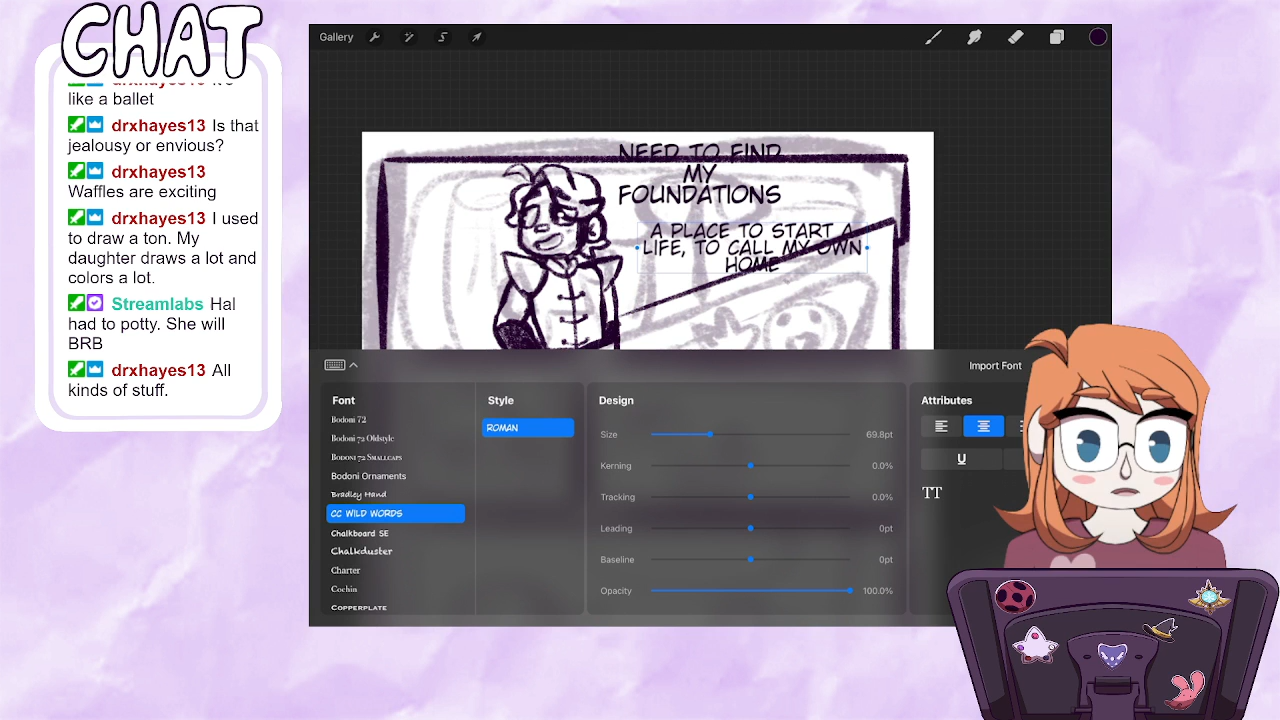 CHAT
like a ballet
drxhayes13 Is that
jealousy or envious?
drxhayes13
Waffles are exciting
drxhayes13 I used
to draw a ton. My
daughter draws a lot and
colors a lot.
Streamlabs Hal
had to potty. She will
BRB
drxhayes13 All
kinds of stuff.
Gallery
NEED TO FIND
MY
FOUNDATIONS
A PLACE TO START A
LIFE, TO CALL MY OWN
HOME
Import Font
Font
Bodoni 72
Bodoni 72 Oldstyle
Bodoni 72 Smallcaps
Bodoni Ornaments
Bradley Hand
CC WILD WORDS
Chalkboard SE
Chalkduster
Charter
Cochin
COPPERPLATE
Style
ROMAN
Design
Size 69.8pt
Kerning 0.0%
Tracking 0.0%
Leading 0pt
Baseline 0pt
Opacity 100.0%
Attributes
U
TT